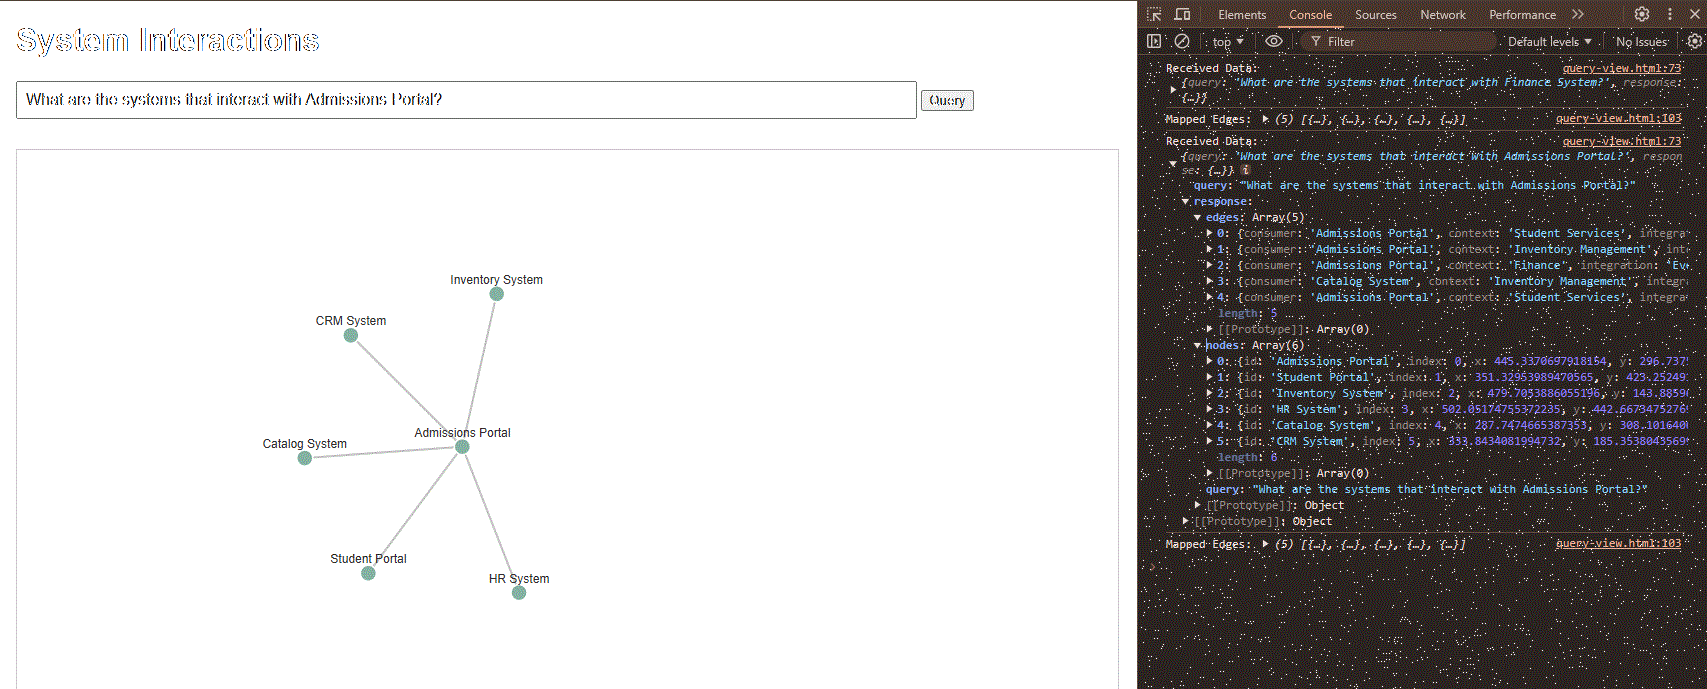 System Interactions
What are the systems that interact with Admissions Portal?
Query
Inventory System
CRM System
Admissions Portal
Catalog System
Student Portal
HR System
Elements Console Sources Network Performance
top Filter Default levels No Issues
Received Data: query-view.html:73
{query: 'What are the systems that interact with Finance System?', response:
{…}}
Mapped Edges: (5) [{…}, {…}, {…}, {…}, {…}] query-view.html:103
Received Data: query-view.html:73
{query: 'What are the systems that interact with Admissions Portal?', respon
se: {…}} i
query: "What are the systems that interact with Admissions Portal?"
response:
edges: Array(5)
0: {consumer: 'Admissions Portal', context: 'Student Services', integra
1: {consumer: 'Admissions Portal', context: 'Inventory Management', int
2: {consumer: 'Admissions Portal', context: 'Finance', integration: 'Ev
3: {consumer: 'Catalog System', context: 'Inventory Management', integr
4: {consumer: 'Admissions Portal', context: 'Student Services', integra
length: 5
[[Prototype]]: Array(0)
nodes: Array(6)
0: {id: 'Admissions Portal', index: 0, x: 445.3370697918154, y: 296.737
1: {id: 'Student Portal', index: 1, x: 351.32953989470565, y: 423.25249
2: {id: 'Inventory System', index: 2, x: 479.7053886055196, y: 143.8859
3: {id: 'HR System', index: 3, x: 502.05174755372235, y: 442.6673475276
4: {id: 'Catalog System', index: 4, x: 287.7474665387353, y: 308.101640
5: {id: 'CRM System', index: 5, x: 333.8434081994732, y: 185.353804356
length: 6
[[Prototype]]: Array(0)
query: "What are the systems that interact with Admissions Portal?"
[[Prototype]]: Object
[[Prototype]]: Object
Mapped Edges: (5) [{…}, {…}, {…}, {…}, {…}] query-view.html:103